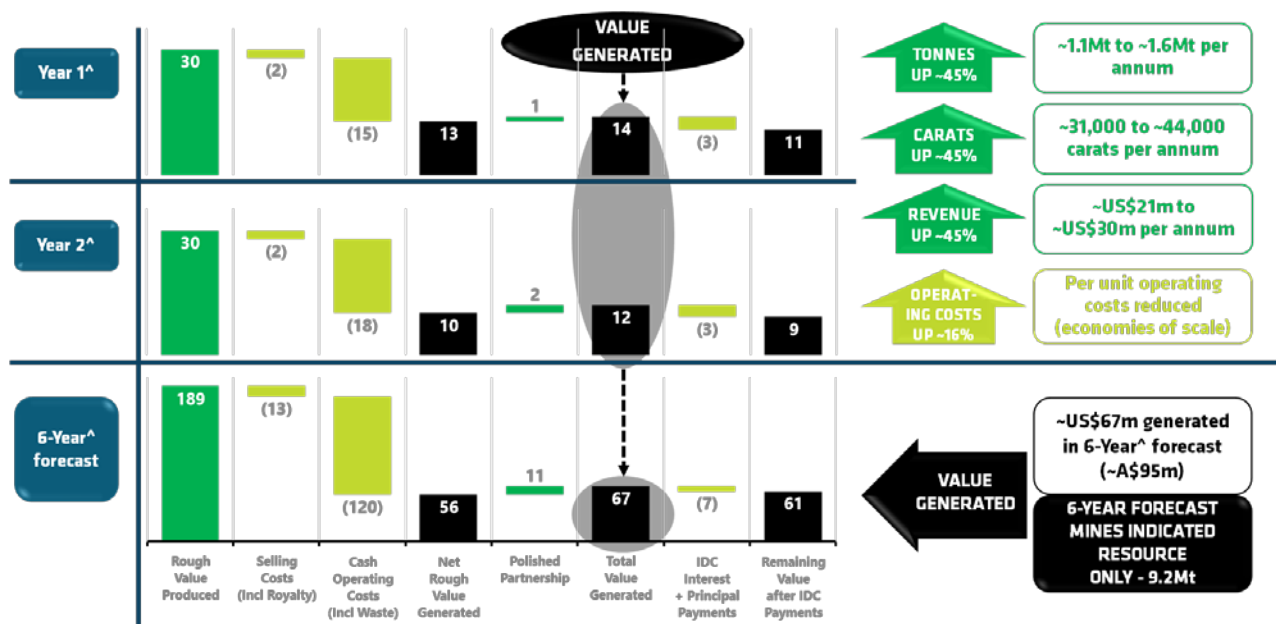 VALUE
GENERATED
Year 1^
30
(2)
(15)
13
1
14
(3)
11
TONNES
UP ~45%
~1.1Mt to ~1.6Mt per
annum
CARATS
UP ~45%
~31,000 to ~44,000
carats per annum
Year 2^
30
(2)
(18)
10
2
12
(3)
9
REVENUE
UP ~45%
~US$21m to
~US$30m per annum
OPERAT-
ING COSTS
UP ~16%
Per unit operating
costs reduced
(economies of scale)
6-Year^
forecast
189
(13)
(120)
56
11
67
(7)
61
VALUE
GENERATED
~US$67m generated
in 6-Year^ forecast
(~A$95m)
6-YEAR FORECAST
MINES INDICATED
RESOURCE
ONLY - 9.2Mt
Rough
Value
Produced
Selling
Costs
(Incl Royalty)
Cash
Operating
Costs
(Incl Waste)
Net
Rough
Value
Generated
Polished
Partnership
Total
Value
Generated
IDC
Interest
+ Principal
Payments
Remaining
Value
after IDC
Payments